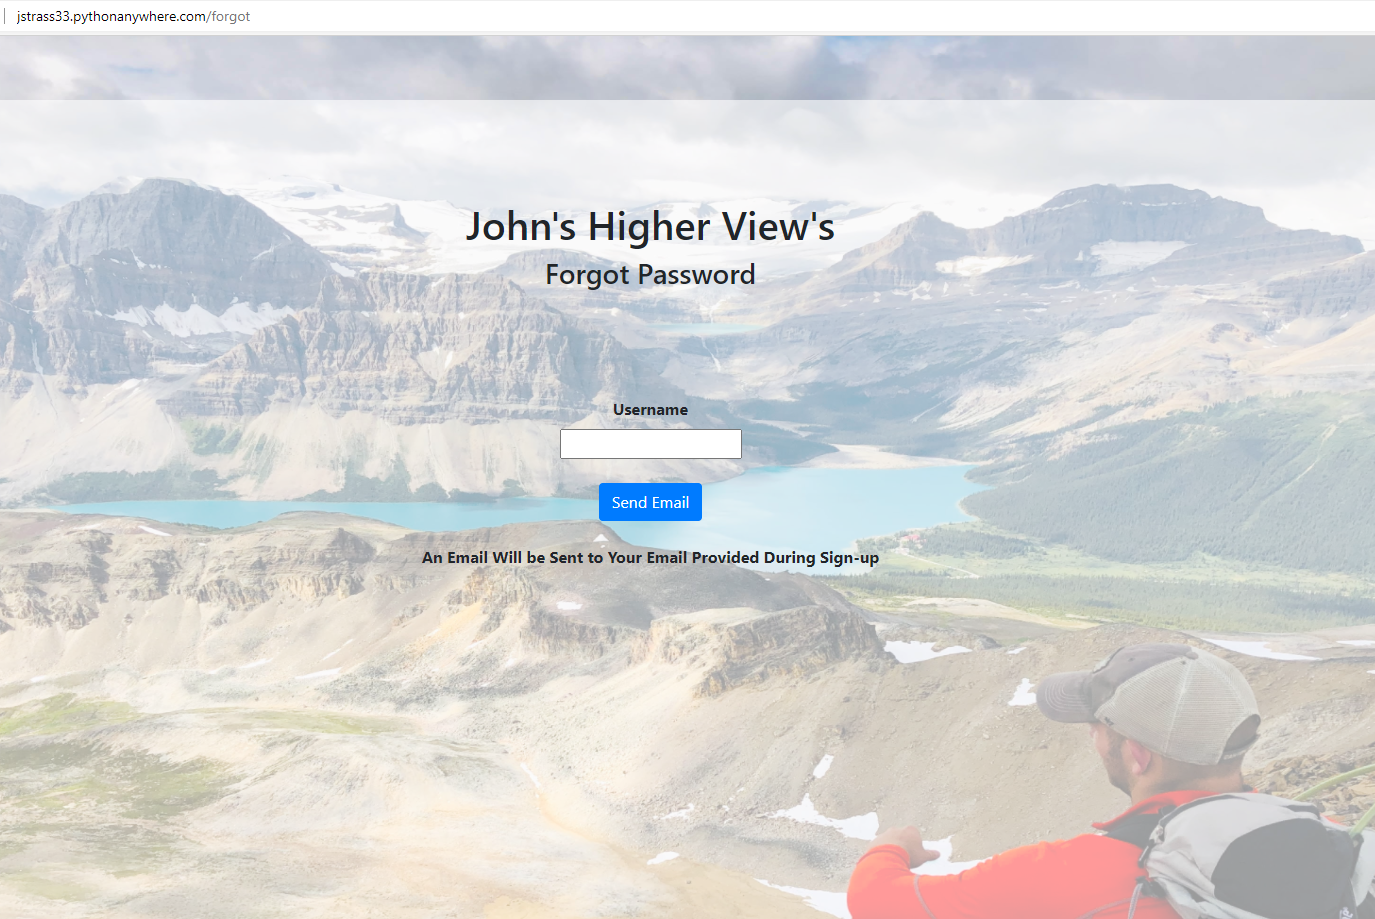 jstrass33.pythonanywhere.com/forgot
John's Higher View's
Forgot Password
Username
Send Email
An Email Will be Sent to Your Email Provided During Sign-up